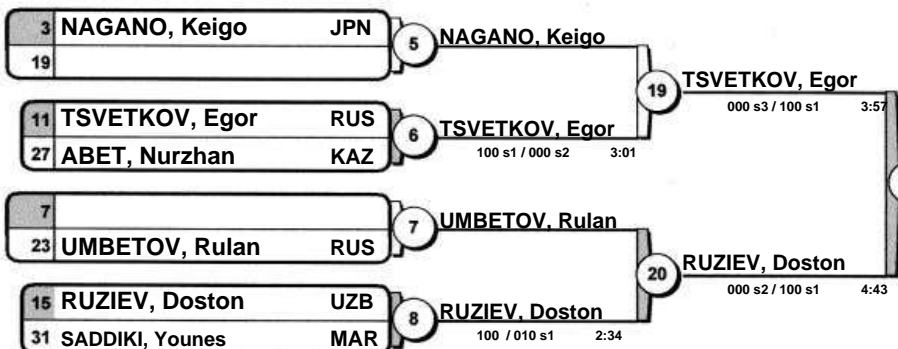 3 NAGANO, Keigo JPN
19
5
NAGANO, Keigo
11 TSVETKOV, Egor RUS
27 ABET, Nurzhan KAZ
6
TSVETKOV, Egor
100 s1 / 000 s2 3:01
19
TSVETKOV, Egor
000 s3 / 100 s1 3:57
7
23 UMBETOV, Rulan RUS
7
UMBETOV, Rulan
15 RUZIEV, Doston UZB
31 SADDIKI, Younes MAR
8
RUZIEV, Doston
100 / 010 s1 2:34
20
RUZIEV, Doston
000 s2 / 100 s1 4:43